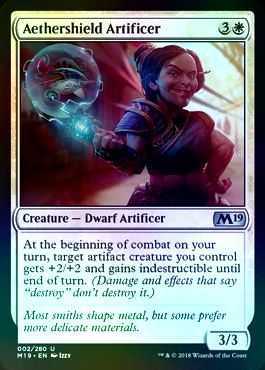 Aethershield Artificer 3
Creature — Dwarf Artificer M19
At the beginning of combat on your
turn, target artifact creature you control
gets +2/+2 and gains indestructible until
end of turn. (Damage and effects that say
"destroy" don't destroy it.)
Most smiths shape metal, but some prefer
more delicate materials.
3/3
002/280 U
M19 • EN Izzy
™ & © 2018 Wizards of the Coast